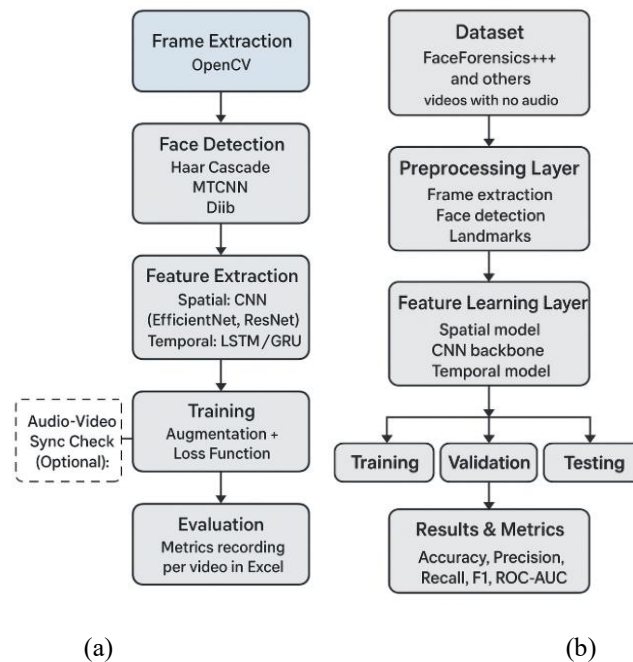 Frame Extraction
OpenCV
Face Detection
Haar Cascade
MTCNN
Diib
Feature Extraction
Spatial: CNN
(EfficientNet, ResNet)
Temporal: LSTM/GRU
Audio-Video
Sync Check
(Optional):
Training
Augmentation +
Loss Function
Evaluation
Metrics recording
per video in Excel
(a)
Dataset
FaceForensics+++
and others
videos with no audio
Preprocessing Layer
Frame extraction
Face detection
Landmarks
Feature Learning Layer
Spatial model
CNN backbone
Temporal model
Training
Validation
Testing
Results & Metrics
Accuracy, Precision,
Recall, F1, ROC-AUC
(b)